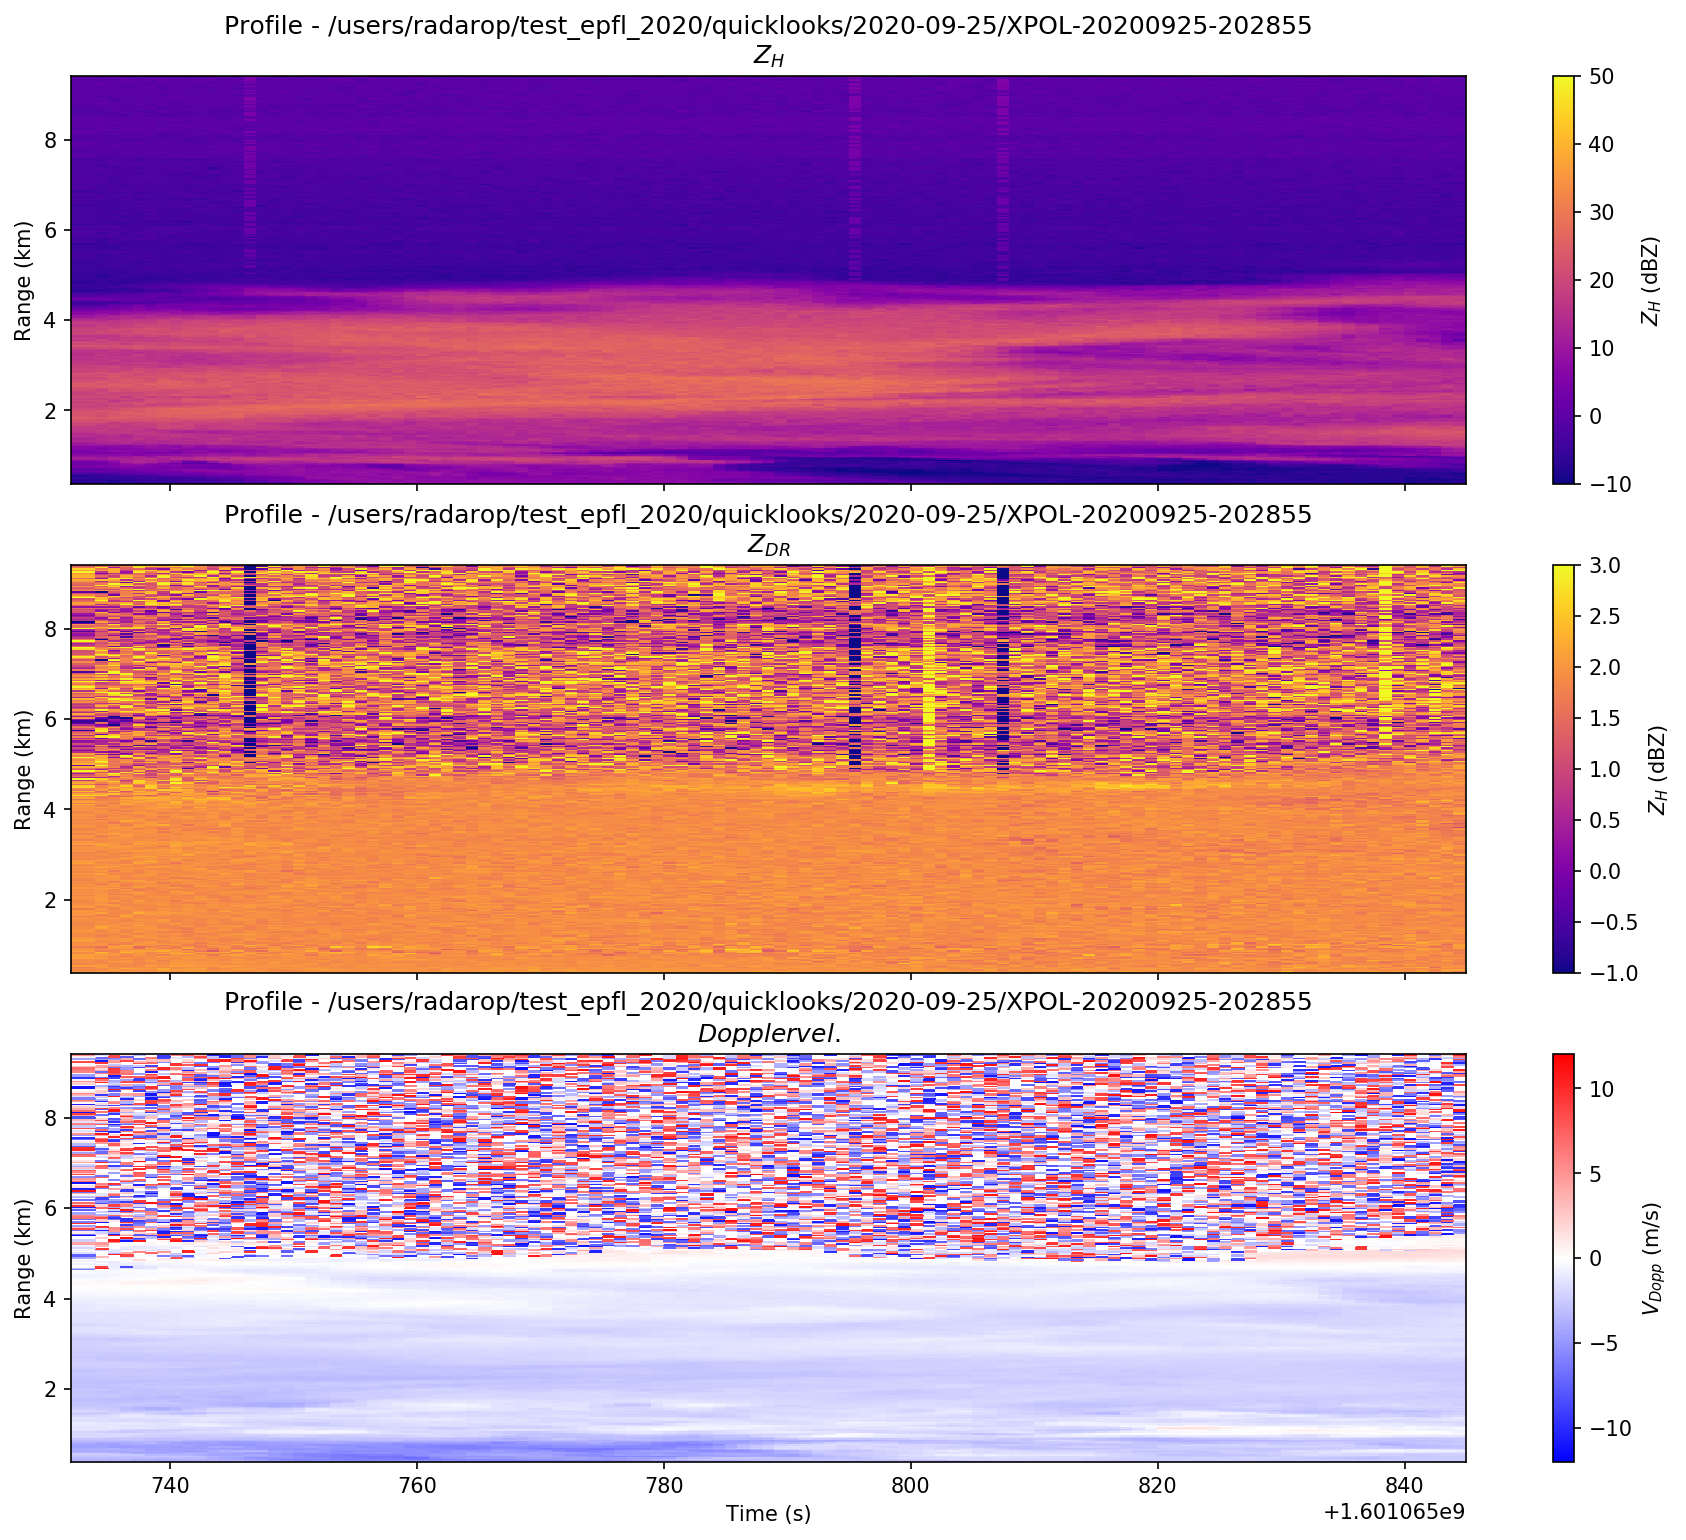 Profile - /users/radarop/test_epfl_2020/quicklooks/2020-09-25/XPOL-20200925-202855
Z_H
Range (km)
8
6
4
2
50
40
30
20
10
0
−10
Z_H (dBZ)
Profile - /users/radarop/test_epfl_2020/quicklooks/2020-09-25/XPOL-20200925-202855
Z_DR
Range (km)
8
6
4
2
3.0
2.5
2.0
1.5
1.0
0.5
0.0
−0.5
−1.0
Z_H (dBZ)
Profile - /users/radarop/test_epfl_2020/quicklooks/2020-09-25/XPOL-20200925-202855
Dopplervel.
Range (km)
8
6
4
2
740 760 780 800 820 840
Time (s)
+1.601065e9
10
5
0
−5
−10
V_Dopp (m/s)